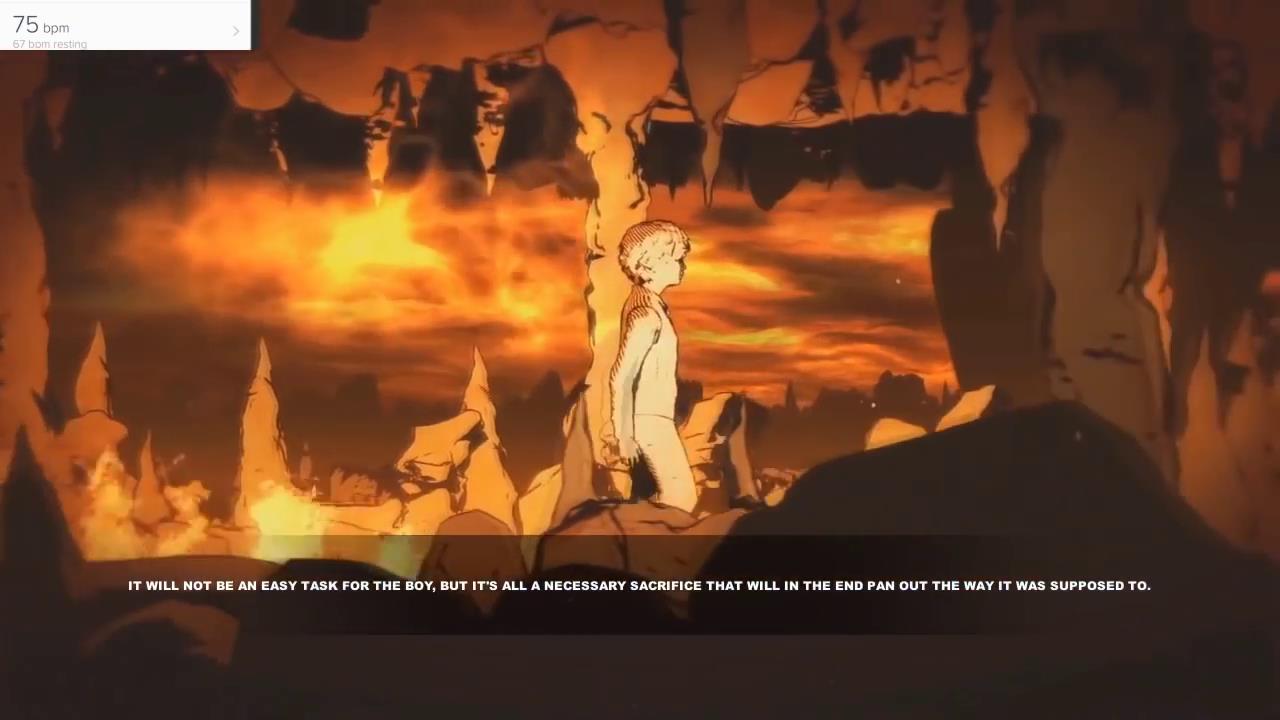 75 bpm
67 bpm resting
IT WILL NOT BE AN EASY TASK FOR THE BOY, BUT IT'S ALL A NECESSARY SACRIFICE THAT WILL IN THE END PAN OUT THE WAY IT WAS SUPPOSED TO.